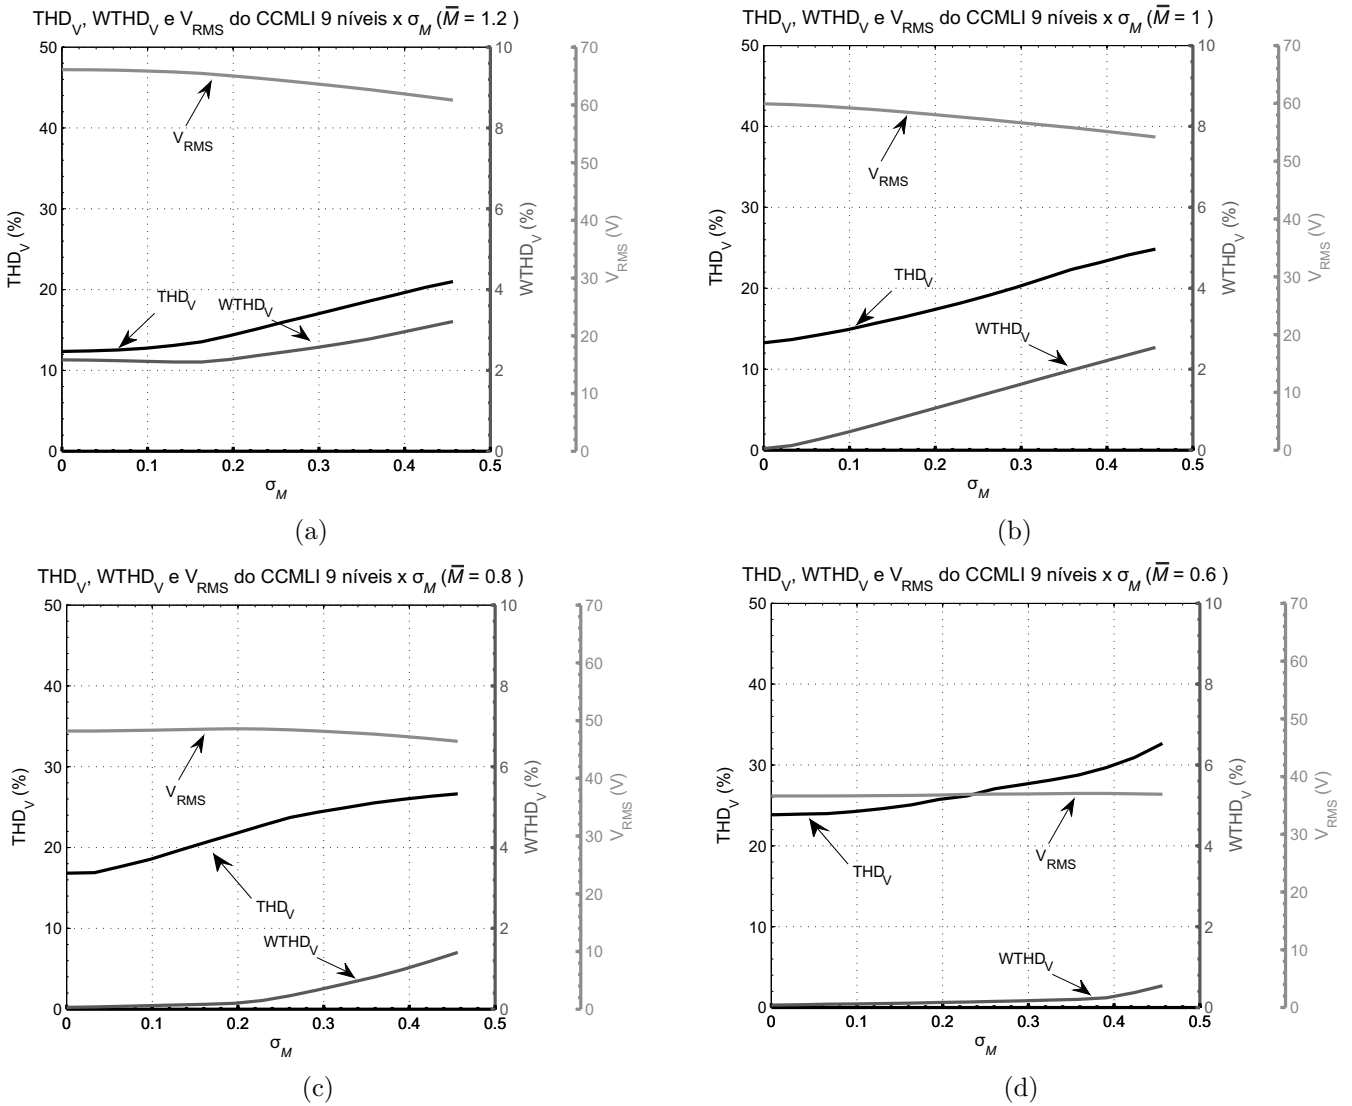 THD_V, WTHD_V e V_RMS do CCMLI 9 níveis x σ_M (M̅ = 1.2 )
50
40
30
20
10
0
THD_V (%)
10
8
6
4
2
0
WTHD_V (%)
70
60
50
40
30
20
10
0
V_RMS (V)
V_RMS
THD_V
WTHD_V
0 0.1 0.2 0.3 0.4 0.5
σ_M
(a)
THD_V, WTHD_V e V_RMS do CCMLI 9 níveis x σ_M (M̅ = 1 )
50
40
30
20
10
0
THD_V (%)
10
8
6
4
2
0
WTHD_V (%)
70
60
50
40
30
20
10
0
V_RMS (V)
V_RMS
THD_V
WTHD_V
0 0.1 0.2 0.3 0.4 0.5
σ_M
(b)
THD_V, WTHD_V e V_RMS do CCMLI 9 níveis x σ_M (M̅ = 0.8 )
50
40
30
20
10
0
THD_V (%)
10
8
6
4
2
0
WTHD_V (%)
70
60
50
40
30
20
10
0
V_RMS (V)
V_RMS
THD_V
WTHD_V
0 0.1 0.2 0.3 0.4 0.5
σ_M
(c)
THD_V, WTHD_V e V_RMS do CCMLI 9 níveis x σ_M (M̅ = 0.6 )
50
40
30
20
10
0
THD_V (%)
10
8
6
4
2
0
WTHD_V (%)
70
60
50
40
30
20
10
0
V_RMS (V)
V_RMS
THD_V
WTHD_V
0 0.1 0.2 0.3 0.4 0.5
σ_M
(d)